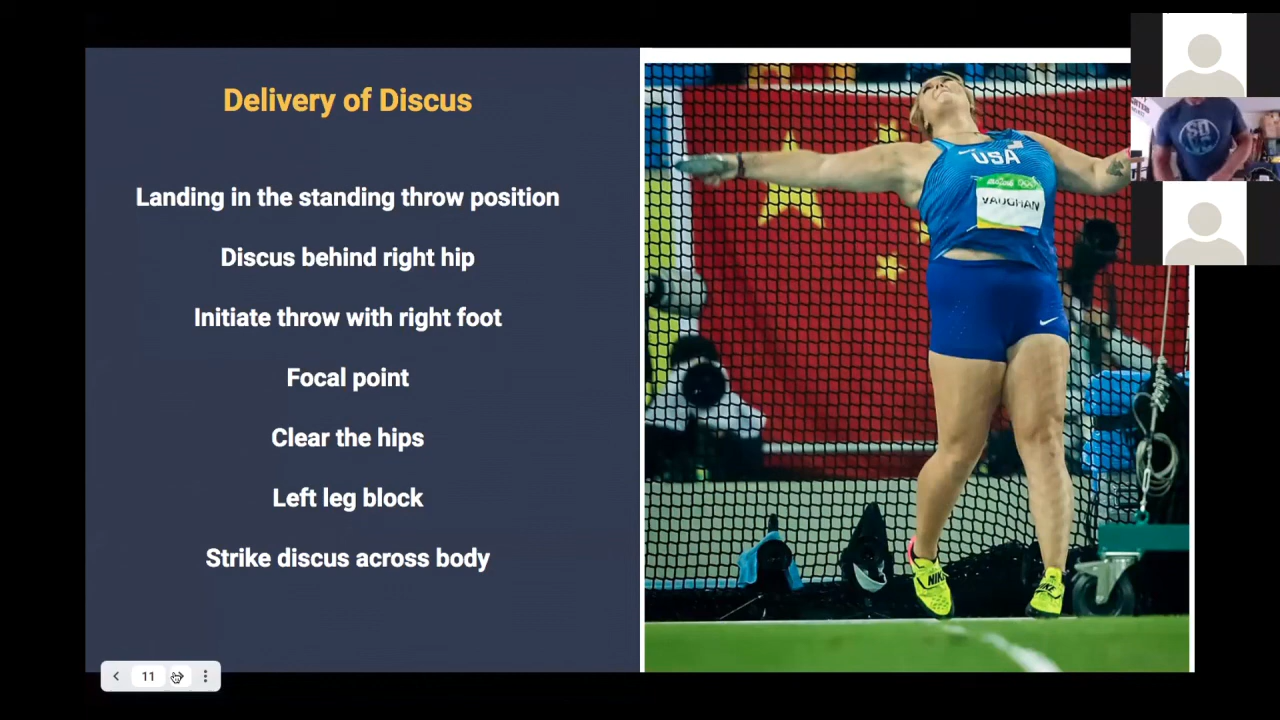 Delivery of Discus
Landing in the standing throw position
Discus behind right hip
Initiate throw with right foot
Focal point
Clear the hips
Left leg block
Strike discus across body
USA
VAUGHAN
NIKE
11